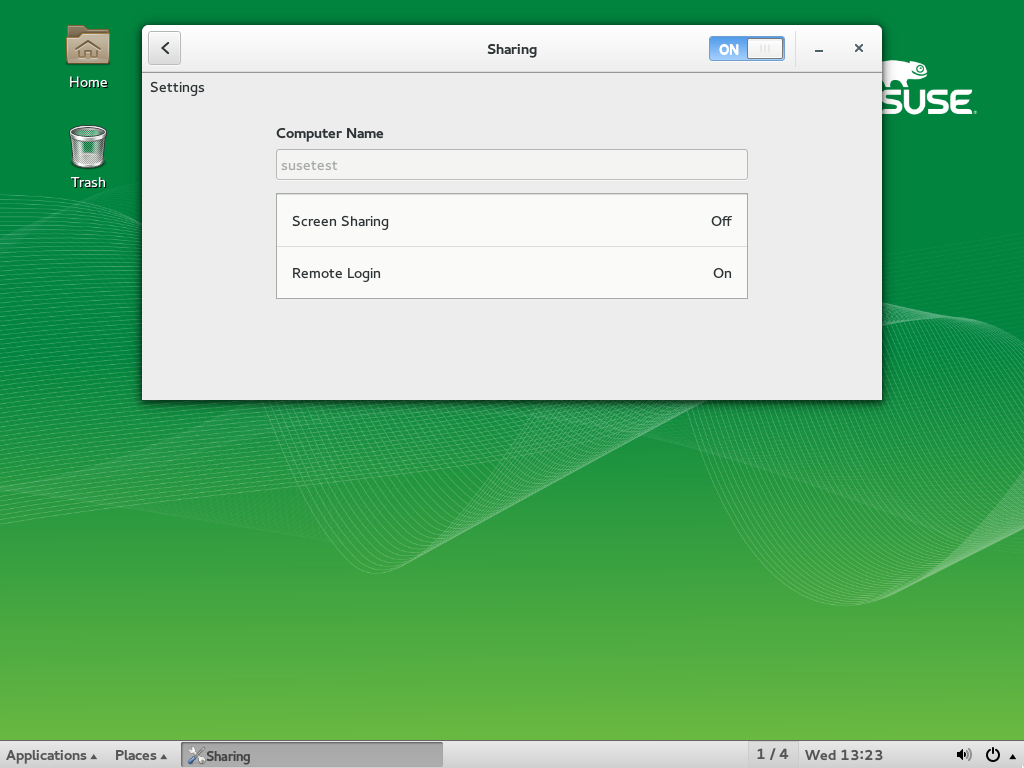 Home
Trash
Sharing
ON
SUSE
Settings
Computer Name
susetest
Screen Sharing Off
Remote Login On
Applications Places Sharing 1 / 4 Wed 13:23